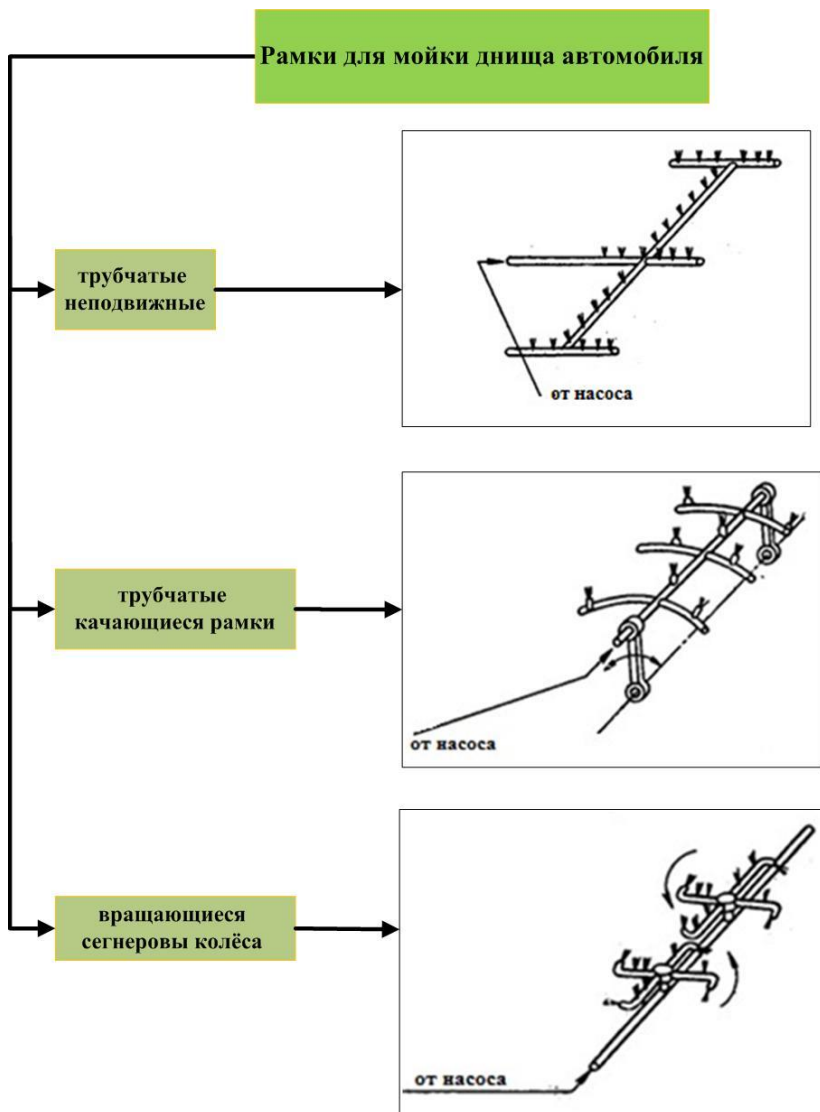 Рамки для мойки днища автомобиля
трубчатые
неподвижные
от насоса
трубчатые
качающиеся рамки
от насоса
вращающиеся
сегнеровы колёса
от насоса